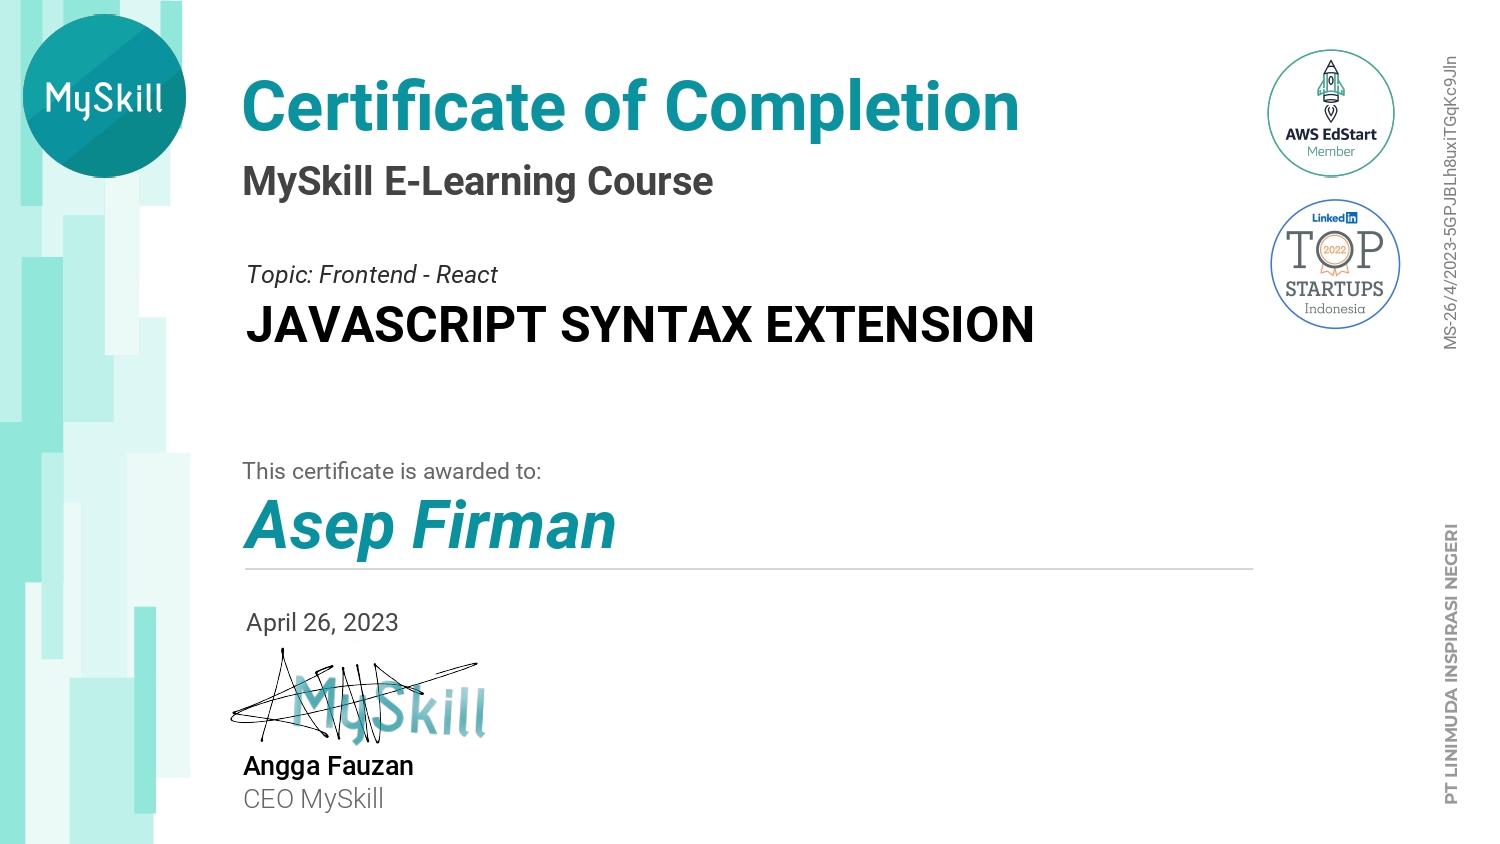 MySkill
Certificate of Completion
MySkill E-Learning Course
Topic: Frontend - React
JAVASCRIPT SYNTAX EXTENSION
This certificate is awarded to:
Asep Firman
April 26, 2023
MySkill
Angga Fauzan
CEO MySkill
AWS EdStart
Member
Linked in
TOP
2022
STARTUPS
Indonesia
MS-26/4/2023-5GPJBLh8uxiTGqKc9Jln
PT LINIMUDA INSPIRASI NEGERI